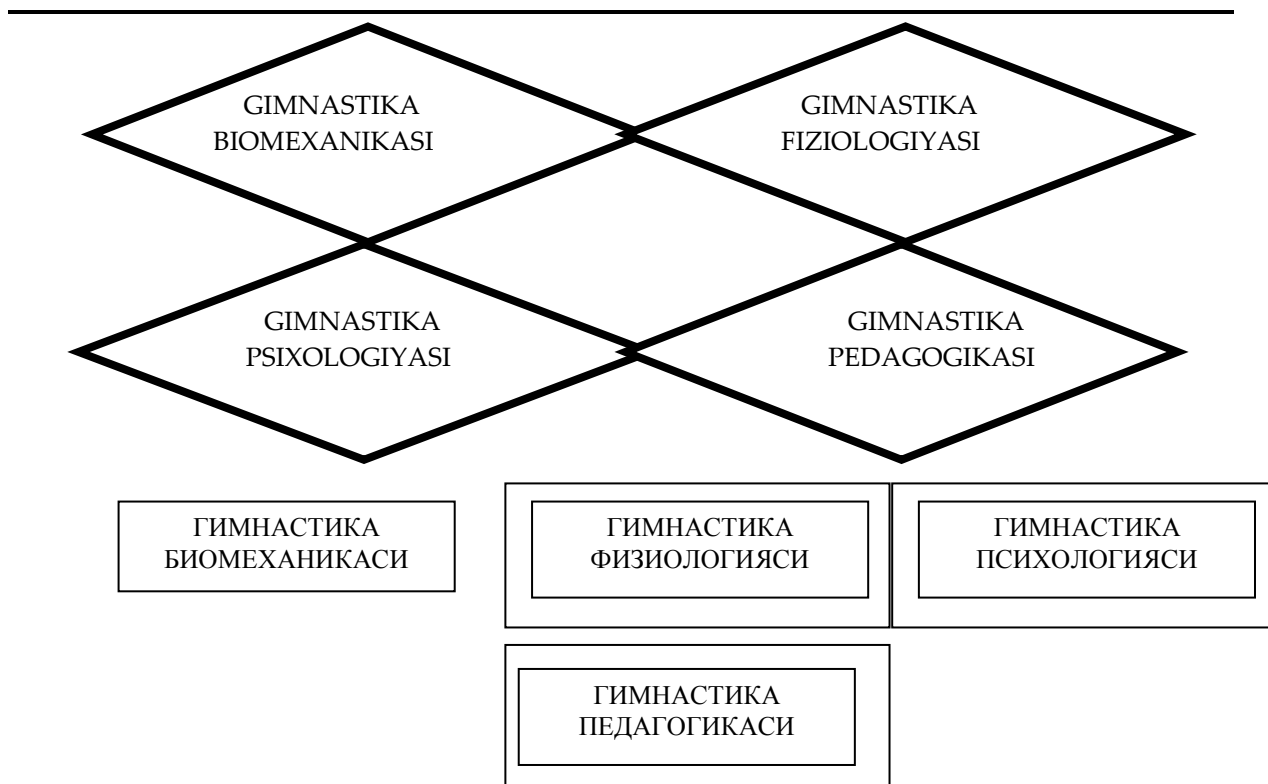 GIMNASTIKA
BIOMEXANIKASI
GIMNASTIKA
FIZIOLOGIYASI
GIMNASTIKA
PSIXOLOGIYASI
GIMNASTIKA
PEDAGOGIKASI
ГИМНАСТИКА
БИОМЕХАНИКАСИ
ГИМНАСТИКА
ФИЗИОЛОГИЯСИ
ГИМНАСТИКА
ПСИХОЛОГИЯСИ
ГИМНАСТИКА
ПЕДАГОГИКАСИ